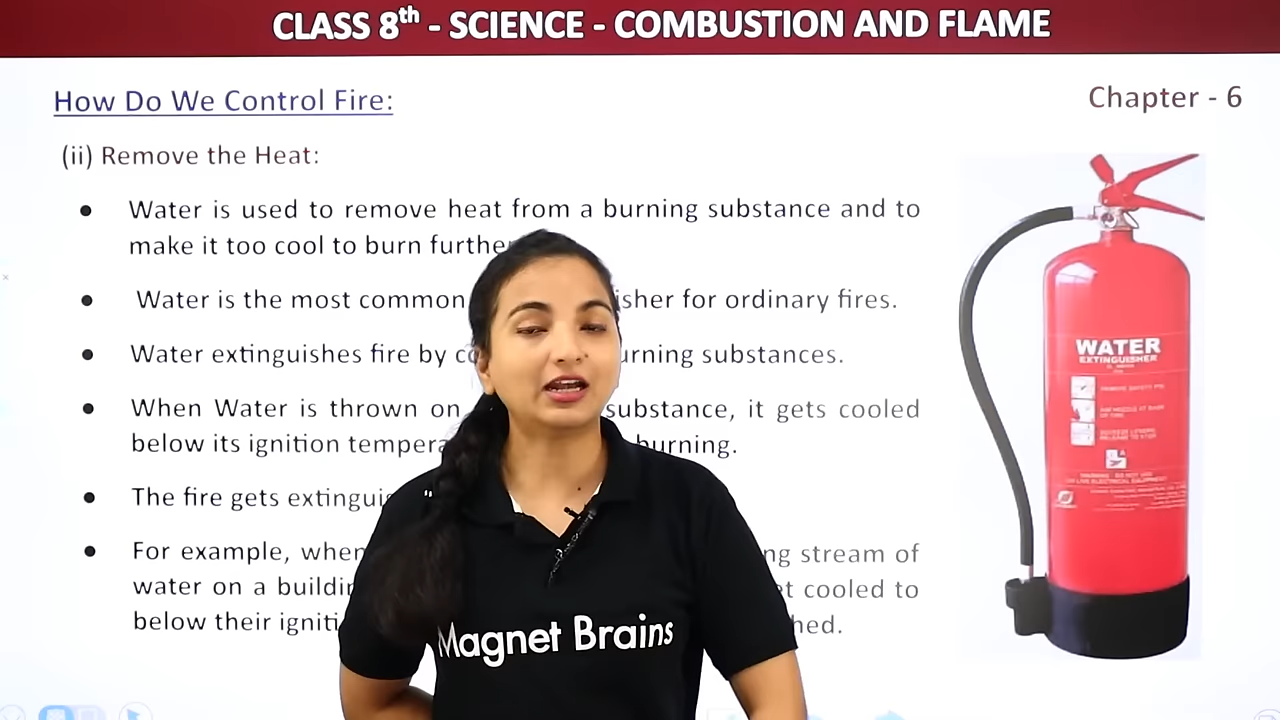 CLASS 8th - SCIENCE - COMBUSTION AND FLAME
How Do We Control Fire:
Chapter - 6
(ii) Remove the Heat:
● Water is used to remove heat from a burning substance and to
make it too cool to burn further
● Water is the most common isher for ordinary fires.
● Water extinguishes fire by urning substances.
● When Water is thrown on substance, it gets cooled
below its ignition tempera burning.
● The fire gets extingui
● For example, when ng stream of
water on a buildin et cooled to
below their igniti hed.
WATER
EXTINGUISHER
Magnet Brains